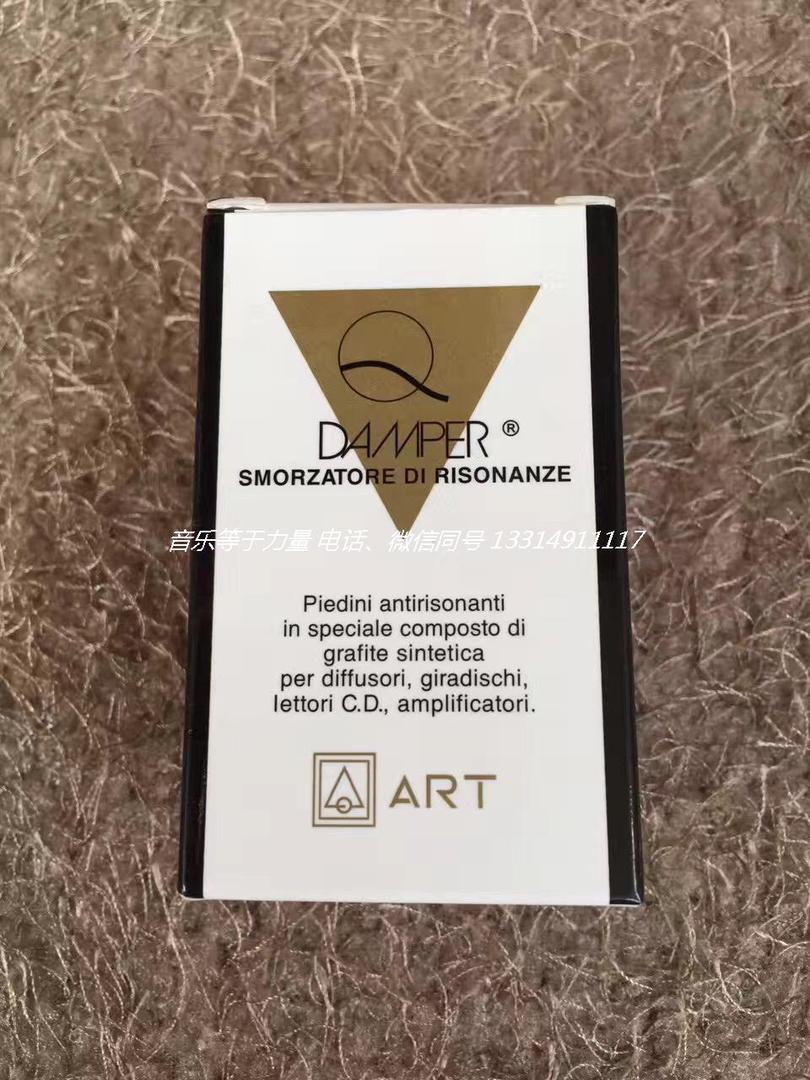 Q
DAMPER ®
SMORZATORE DI RISONANZE
音乐等于力量 电话、微信同号 13314911117
Piedini antirisonanti
in speciale composto di
grafite sintetica
per diffusori, giradischi,
lettori C.D., amplificatori.
ART